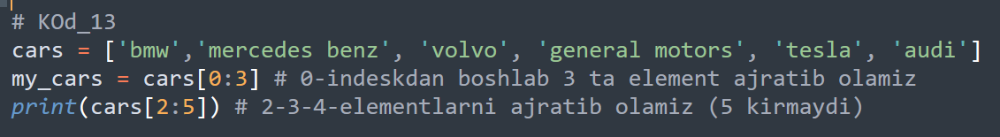 # KOd_13
cars = ['bmw','mercedes benz', 'volvo', 'general motors', 'tesla', 'audi']
my_cars = cars[0:3] # 0-indeskdan boshlab 3 ta element ajratib olamiz
print(cars[2:5]) # 2-3-4-elementlarni ajratib olamiz (5 kirmaydi)